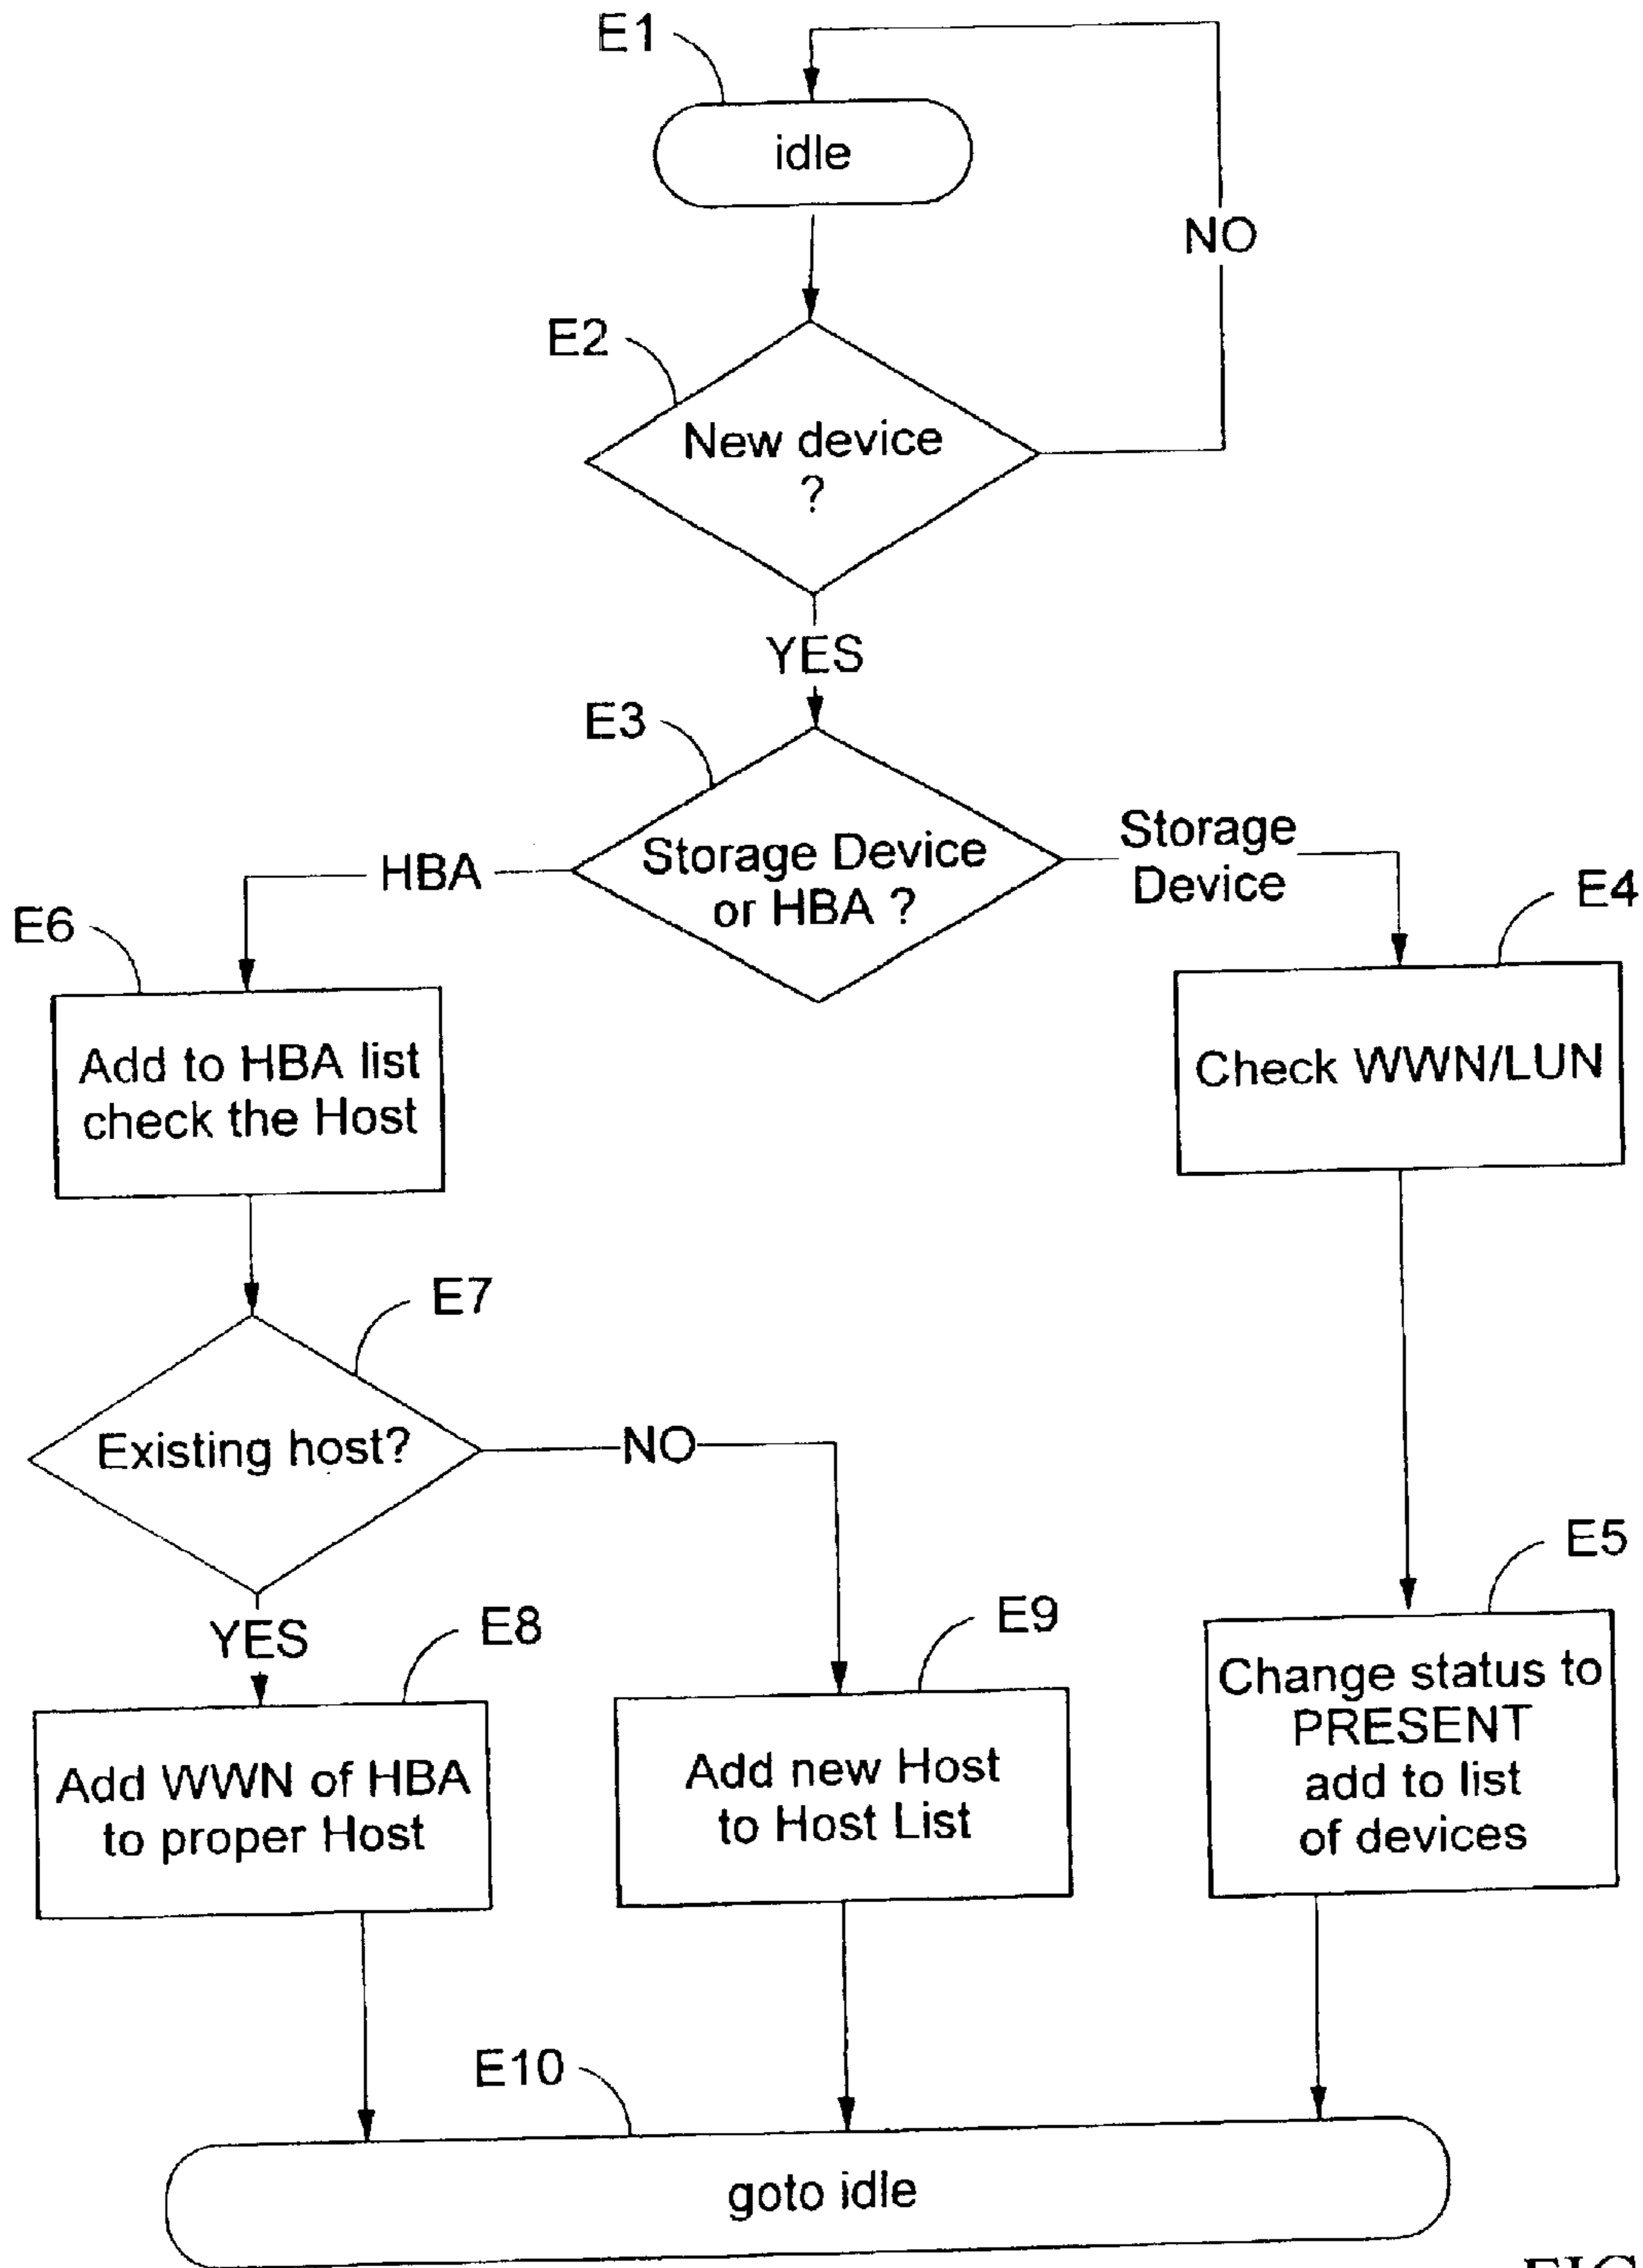 E1
idle
NO
E2
New device
?
YES
E3
Storage Device
or HBA ?
HBA
Storage
Device
E4
E6
Add to HBA list
check the Host
Check WWN/LUN
E7
Existing host?
NO
E5
YES
E8
E9
Change status to
PRESENT
add to list
of devices
Add WWN of HBA
to proper Host
Add new Host
to Host List
E10
goto idle